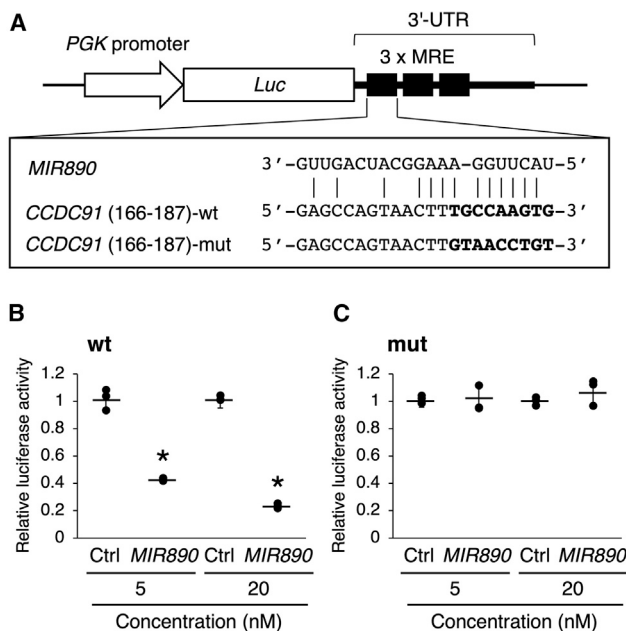 A
PGK promoter
3'-UTR
3 x MRE
Luc
MIR890 3'-GUUGACUACGGAAA-GGUUCAU-5'
CCDC91 (166-187)-wt 5'-GAGCCAGTAACTTTGCCAAGTG-3'
CCDC91 (166-187)-mut 5'-GAGCCAGTAACTTGTAACCTGT-3'
B
wt
Relative luciferase activity
1.2
1
0.8
0.6
0.4
0.2
0
*
*
Ctrl MIR890 Ctrl MIR890
5 20
Concentration (nM)
C
mut
Relative luciferase activity
1.2
1
0.8
0.6
0.4
0.2
0
Ctrl MIR890 Ctrl MIR890
5 20
Concentration (nM)